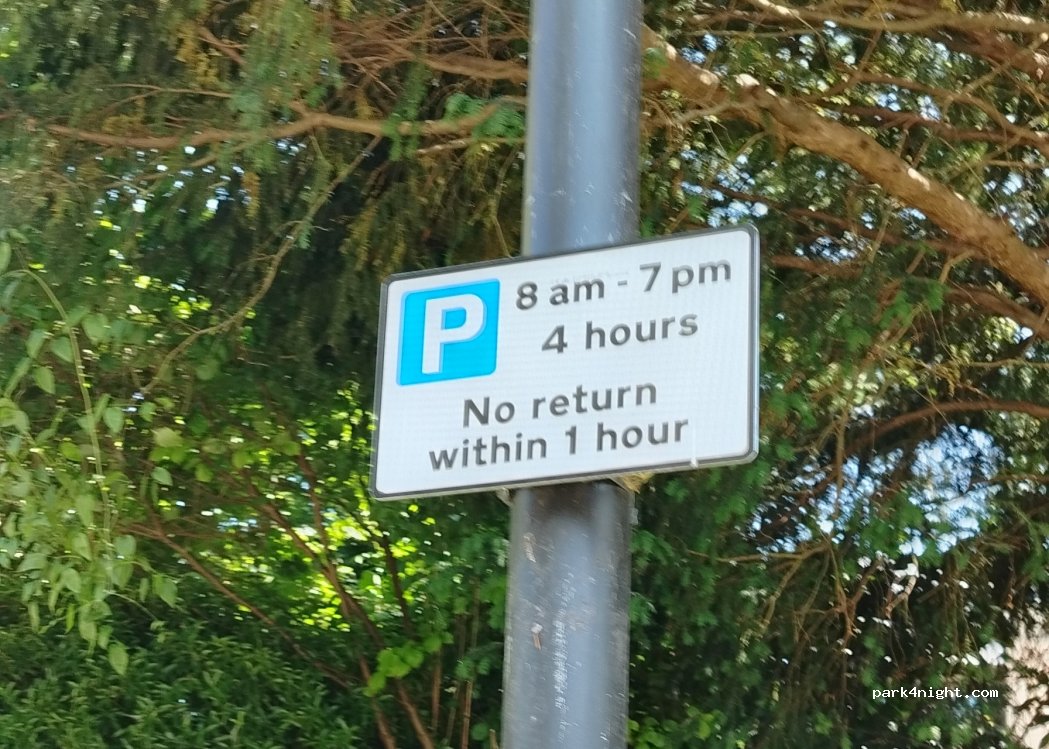 P 8 am - 7 pm
4 hours
No return
within 1 hour
park4night.com